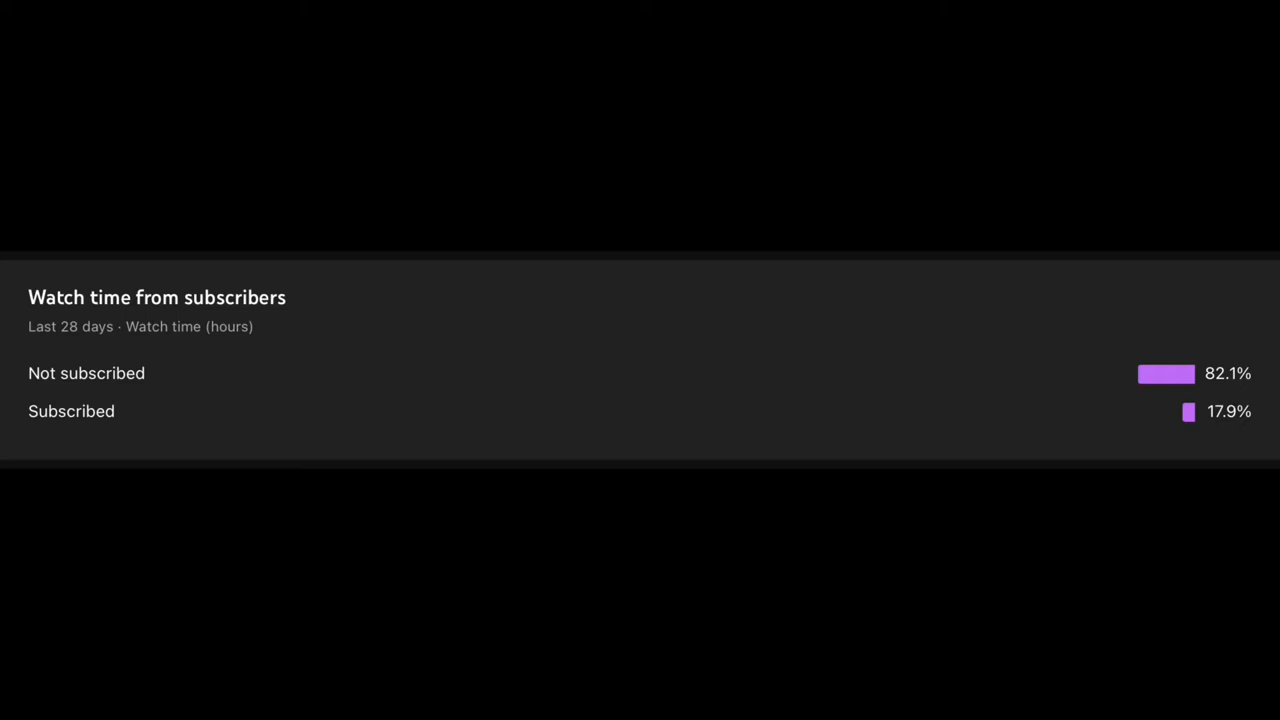 Watch time from subscribers
Last 28 days · Watch time (hours)
Not subscribed 82.1%
Subscribed 17.9%